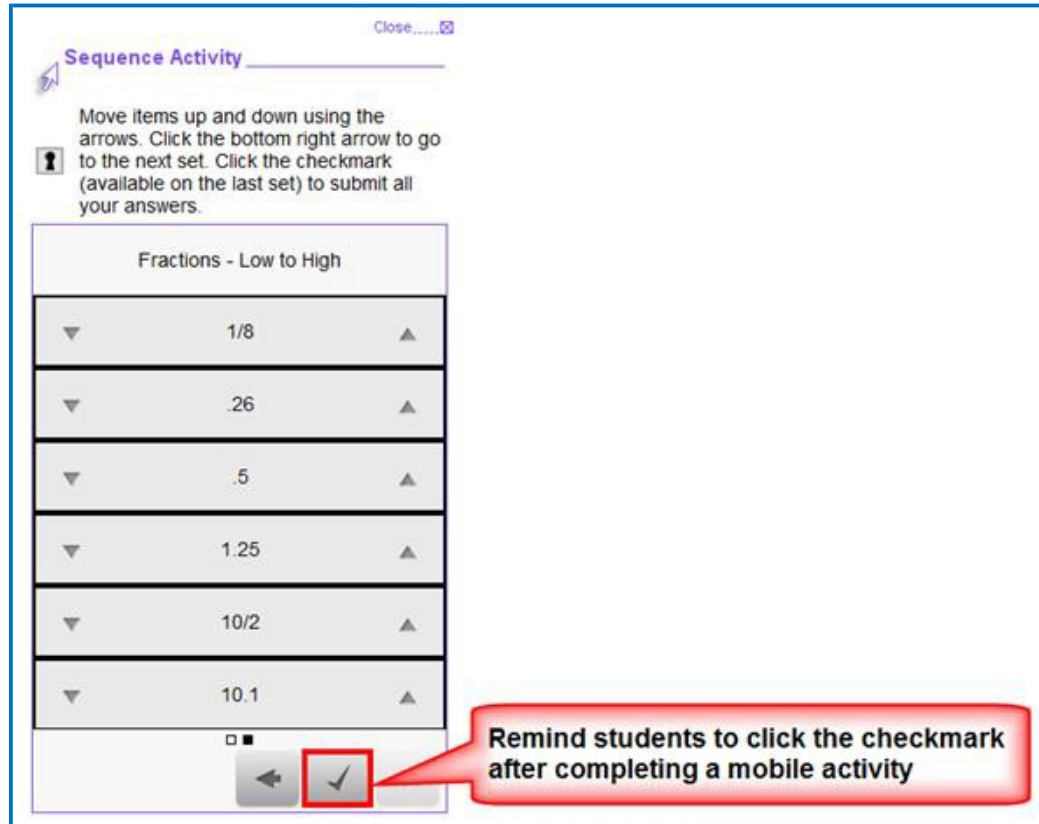 Close.....
Sequence Activity
Move items up and down using the
arrows. Click the bottom right arrow to go
to the next set. Click the checkmark
(available on the last set) to submit all
your answers.
Fractions - Low to High
1/8
.26
.5
1.25
10/2
10.1
Remind students to click the checkmark
after completing a mobile activity